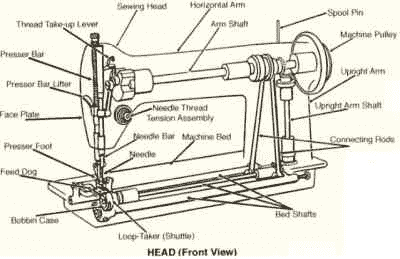 Sewing Head
Horizontal Arm
Spool Pin
Thread Take-up Lever
Arm Shaft
Machine Pulley
Presser Bar
Upright Arm
Presser Bar Lifter
Needle Thread
Tension Assembly
Upright Arm Shaft
Face Plate
Needle Bar
Machine Bed
Presser Foot
Needle
Connecting Rods
Feed Dog
Bobbin Case
Bed Shafts
Loop-Taker (Shuttle)
HEAD (Front View)